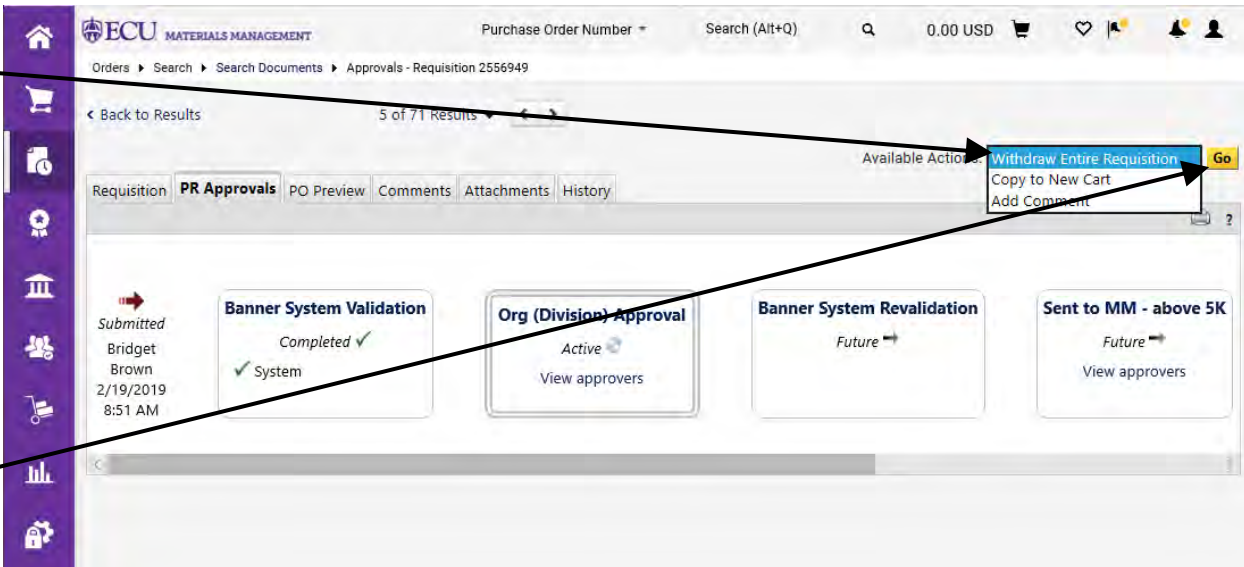 ECU MATERIALS MANAGEMENT Purchase Order Number Search (Alt+Q) 0.00 USD
Orders Search Search Documents Approvals - Requisition 2556949
Back to Results 5 of 71 Results
Available Actions: Withdraw Entire Requisition Go
Copy to New Cart
Add Comment
Requisition PR Approvals PO Preview Comments Attachments History
?
Submitted
Bridget
Brown
2/19/2019
8:51 AM
Banner System Validation
Completed ✓
✓ System
Org (Division) Approval
Active
View approvers
Banner System Revalidation
Future
Sent to MM - above 5K
Future
View approvers